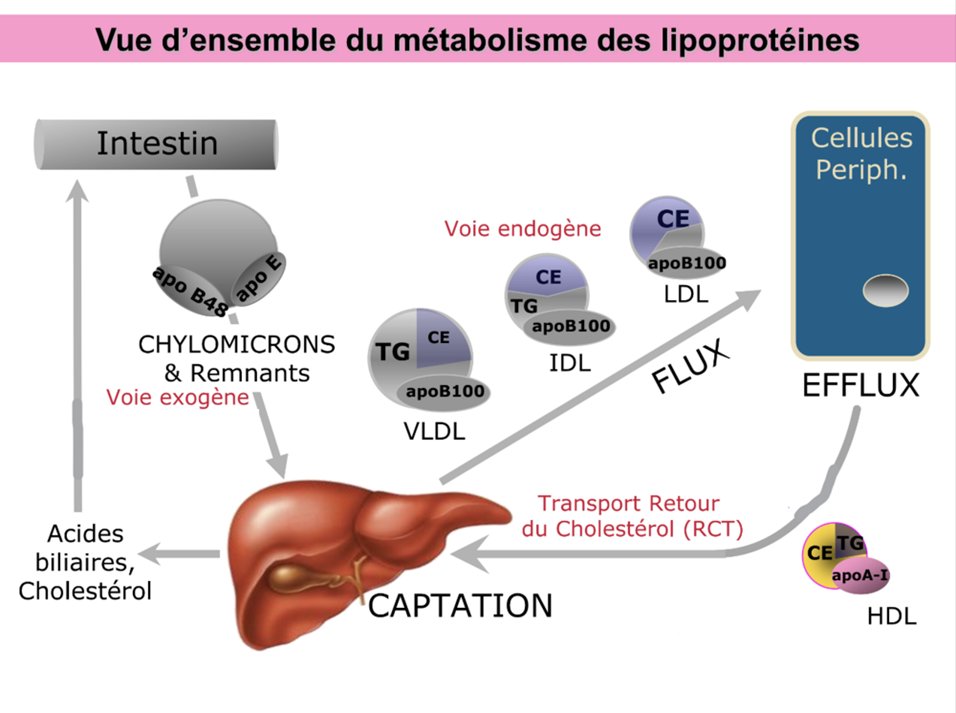 Vue d’ensemble du métabolisme des lipoprotéines
Intestin
apo B48
apo E
CHYLOMICRONS
& Remnants
Voie exogène
Voie endogène
TG
CE
apoB100
VLDL
CE
TG
apoB100
IDL
CE
apoB100
LDL
FLUX
Cellules
Periph.
EFFLUX
Transport Retour
du Cholestérol (RCT)
CE
TG
apoA-I
HDL
CAPTATION
Acides
biliaires,
Cholestérol